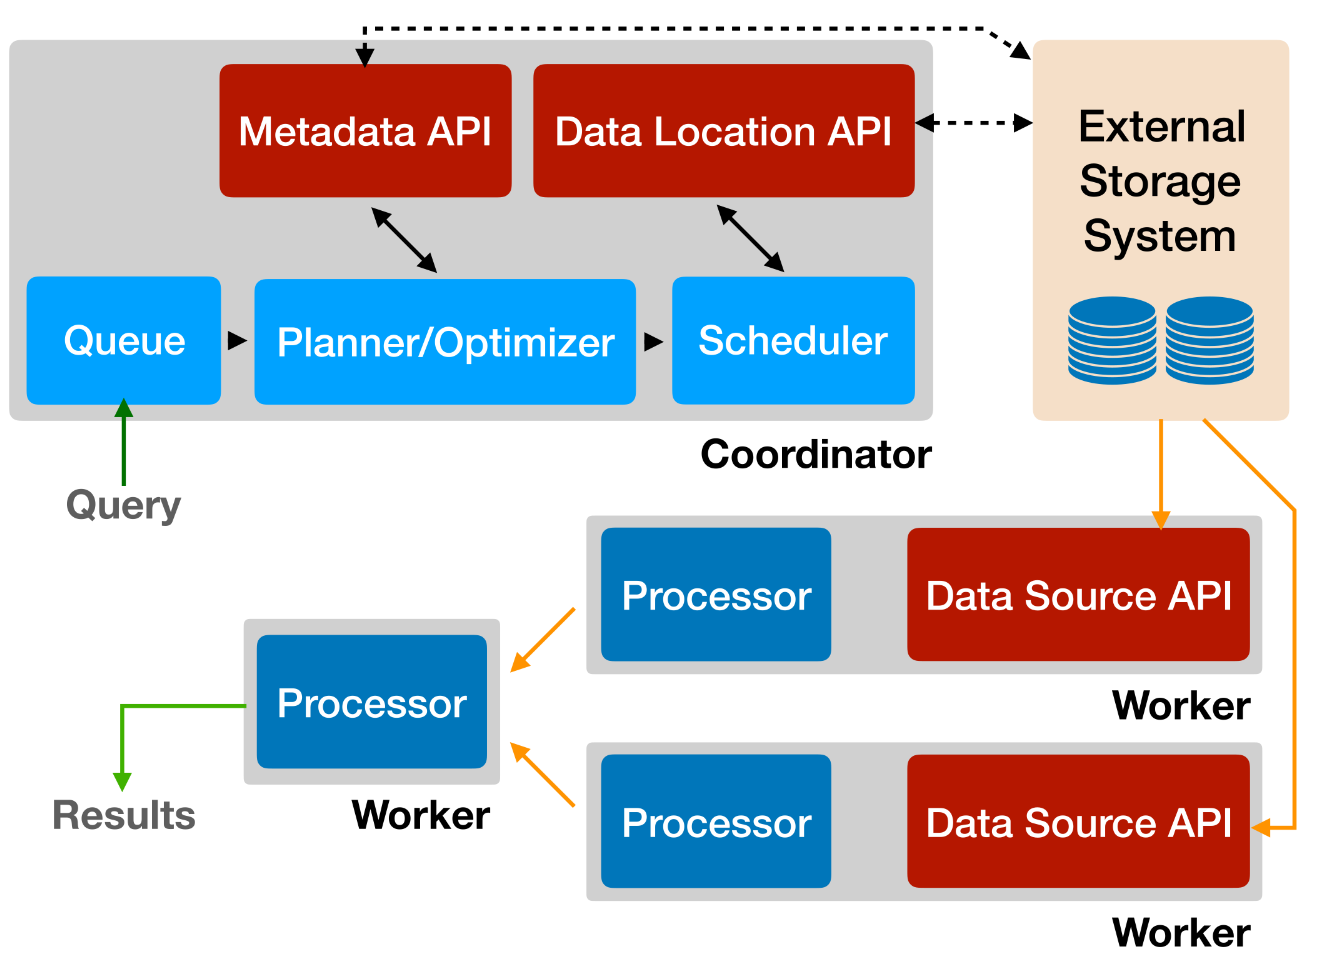 Metadata API
Data Location API
External
Storage
System
Queue
Planner/Optimizer
Scheduler
Coordinator
Query
Processor
Data Source API
Worker
Processor
Worker
Results
Processor
Data Source API
Worker